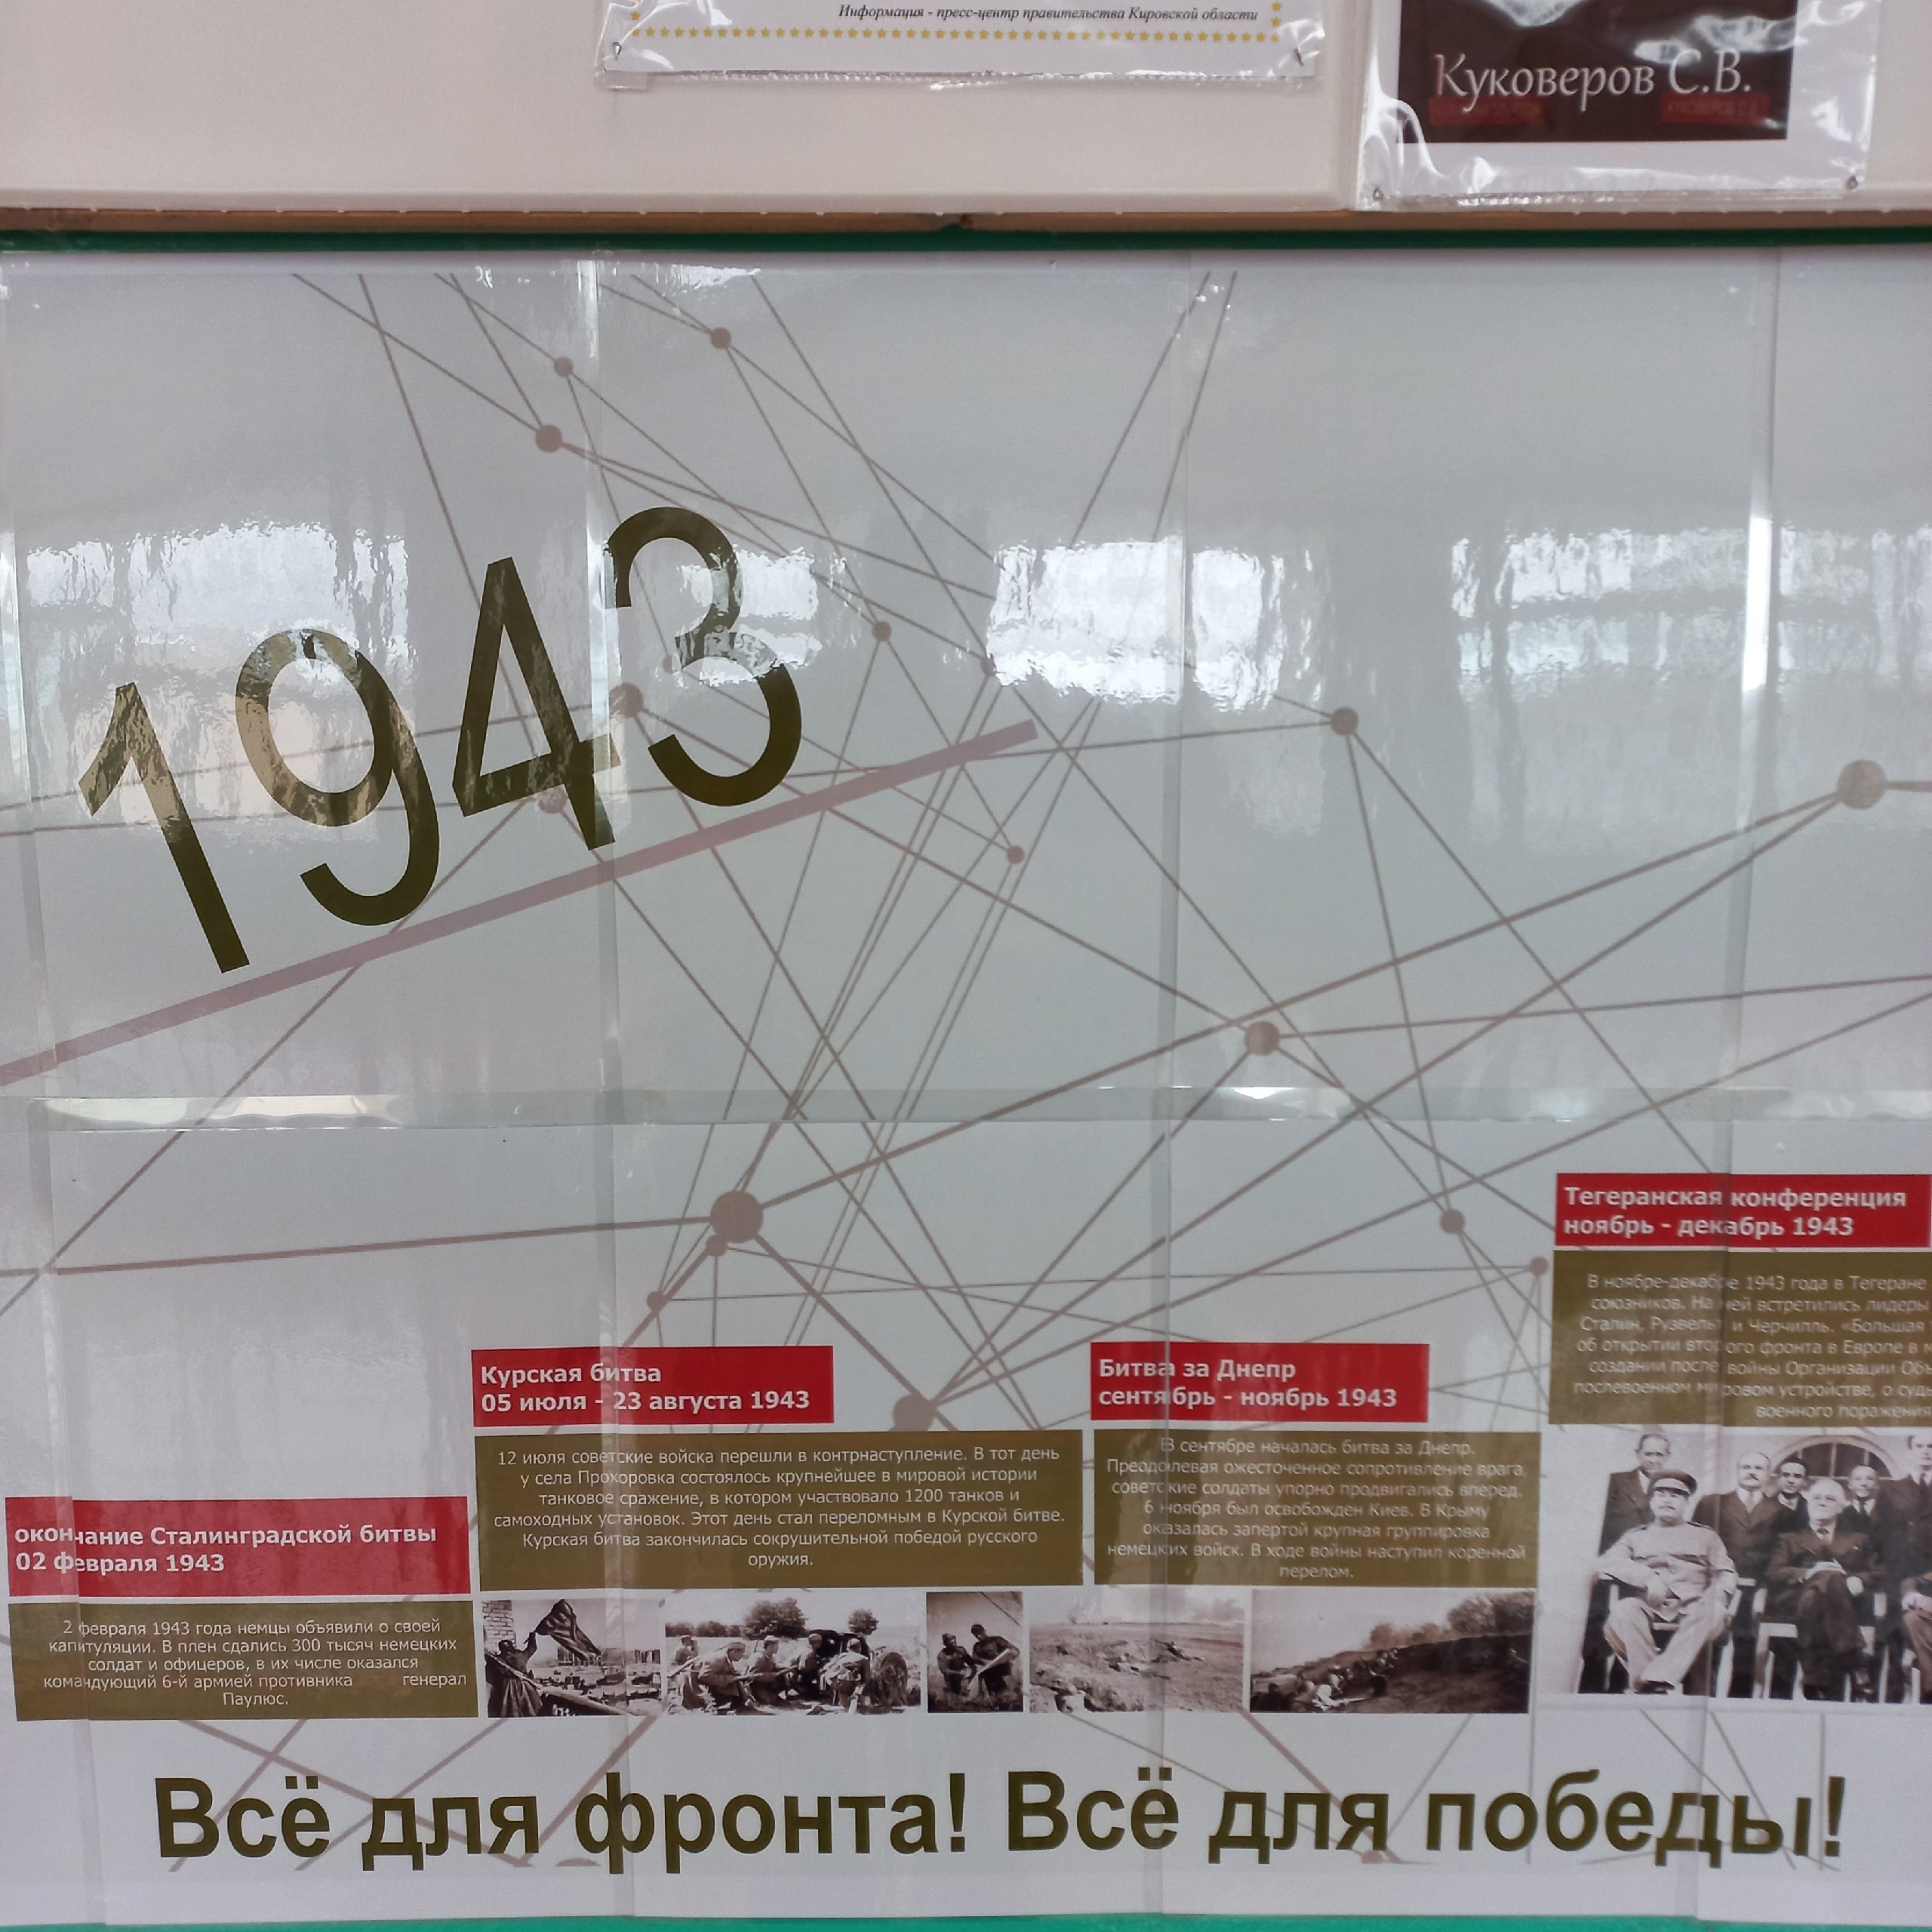 Информация - пресс-центр правительства Кировской области
Куковеров С.В.
1943
Тегеранская конференция
ноябрь - декабрь 1943
В ноябре-декабре 1943 года в Тегеране
союзников. На ней встретились лидеры
Сталин, Рузвельт и Черчилль. «Большая
об открытии второго фронта в Европе в
создании после войны Организации
послевоенном мировом устройстве, о
военного поражения
Курская битва
05 июля - 23 августа 1943
12 июля советские войска перешли в контрнаступление. В тот день
у села Прохоровка состоялось крупнейшее в мировой истории
танковое сражение, в котором участвовало 1200 танков и
самоходных установок. Этот день стал переломным в Курской битве.
Курская битва закончилась сокрушительной победой русского
оружия.
Битва за Днепр
сентябрь - ноябрь 1943
В сентябре началась битва за Днепр.
Преодолевая ожесточенное сопротивление врага,
советские солдаты упорно продвигались вперед.
6 ноября был освобожден Киев. В Крыму
оказалась запертой крупная группировка
немецких войск. В ходе войны наступил коренной
перелом.
окончание Сталинградской битвы
02 февраля 1943
2 февраля 1943 года немцы объявили о своей
капитуляции. В плен сдались 300 тысяч немецких
солдат и офицеров, в их числе оказался
командующий 6-й армией противника генерал
Паулюс.
Всё для фронта! Всё для победы!